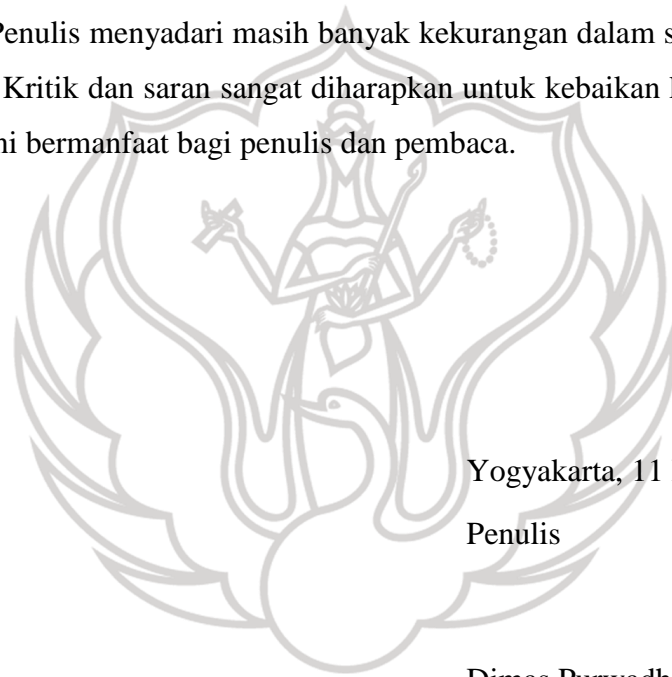 Penulis menyadari masih banyak kekurangan dalam
Kritik dan saran sangat diharapkan untuk kebaikan
bermanfaat bagi penulis dan pembaca.
Yogyakarta, 11
Penulis